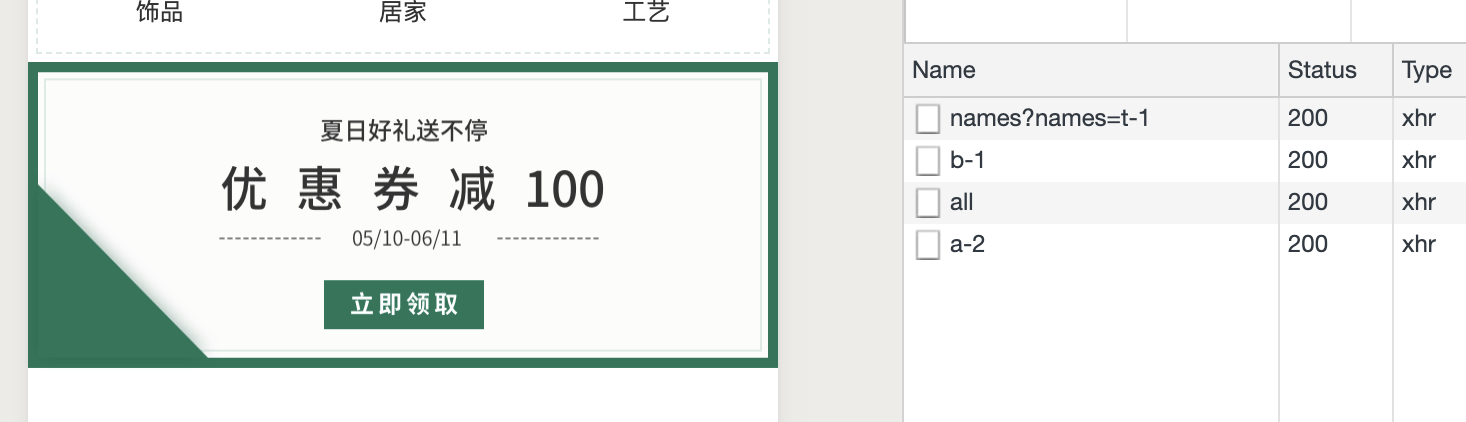 饰品 居家 工艺
夏日好礼送不停
优惠券减 100
05/10-06/11
立即领取
Name Status Type
names?names=t-1 200 xhr
b-1 200 xhr
all 200 xhr
a-2 200 xhr